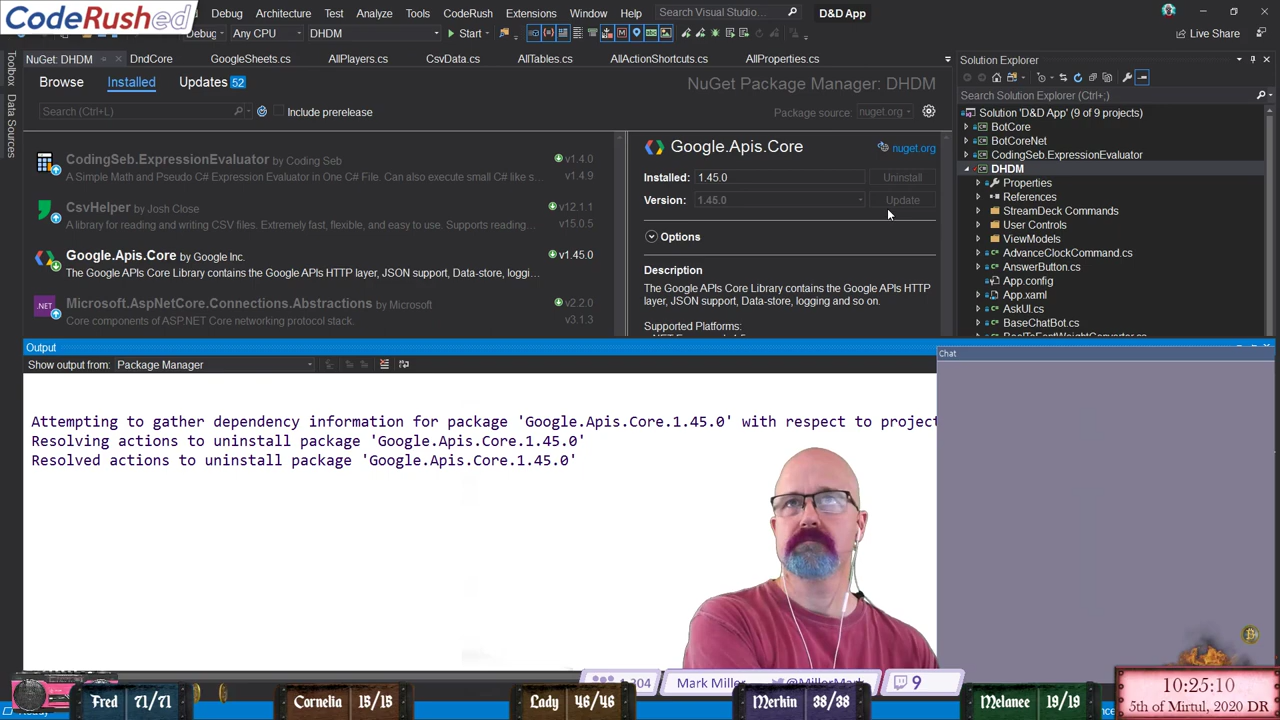 CodeRushed
Debug Architecture Test Analyze Tools CodeRush Extensions Window Help Search Visual Studio... D&DApp
Debug Any CPU DHDM Start Live Share
NuGet: DHDM DndCore GoogleSheets.cs AllPlayers.cs CsvData.cs AllTables.cs AllActionShortcuts.cs AllProperties.cs
Toolbox
Data Sources
Browse Installed Updates 52
NuGet Package Manager: DHDM
Search (Ctrl+L) Include prerelease
Package source: nuget.org
CodingSeb.ExpressionEvaluator by Coding Seb v1.4.0
A Simple Math and Pseudo C# Expression Evaluator in One C# File. Can also execute small C# like s... v1.4.9
CsvHelper by Josh Close v12.1.1
A library for reading and writing CSV files. Extremely fast, flexible, and easy to use. Supports reading... v15.0.5
Google.Apis.Core by Google Inc. v1.45.0
The Google APIs Core Library contains the Google APIs HTTP layer, JSON support, Data-store, loggi...
Microsoft.AspNetCore.Connections.Abstractions by Microsoft v2.2.0
Core components of ASP.NET Core networking protocol stack. v3.1.3
Google.Apis.Core nuget.org
Installed: 1.45.0 Uninstall
Version: 1.45.0 Update
Options
Description
The Google APIs Core Library contains the Google APIs HTTP
layer, JSON support, Data-store, logging and so on.
Supported Platforms:
Solution Explorer
Search Solution Explorer (Ctrl+;)
Solution 'D&D App' (9 of 9 projects)
BotCore
BotCoreNet
CodingSeb.ExpressionEvaluator
DHDM
Properties
References
StreamDeck Commands
User Controls
ViewModels
AdvanceClockCommand.cs
AnswerButton.cs
App.config
App.xaml
AskUI.cs
BaseChatBot.cs
BoolToFontWeightConverter.cs
Output
Show output from: Package Manager
Attempting to gather dependency information for package 'Google.Apis.Core.1.45.0' with respect to project
Resolving actions to uninstall package 'Google.Apis.Core.1.45.0'
Resolved actions to uninstall package 'Google.Apis.Core.1.45.0'
Chat
Mark Miller 9
Fred 71/71
Cornelia 15/15
Lady 46/46
Merkin 38/38
Melanee 19/19
10:25:10
5th of Mirtul, 2020 DR